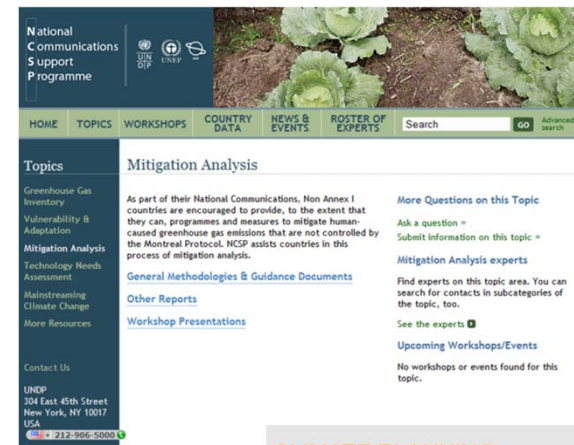 National
Communications
Support
Programme
UN
DP
UNEP
HOME TOPICS WORKSHOPS COUNTRY DATA NEWS & EVENTS ROSTER OF EXPERTS Search GO Advanced search
Topics
Greenhouse Gas
Inventory
Vulnerability &
Adaptation
Mitigation Analysis
Technology Needs
Assessment
Mainstreaming
Climate Change
More Resources
Contact Us
UNDP
304 East 45th Street
New York, NY 10017
USA
212-906-5000
Mitigation Analysis
As part of their National Communications, Non Annex I
countries are encouraged to provide, to the extent that
they can, programmes and measures to mitigate human-
caused greenhouse gas emissions that are not controlled by
the Montreal Protocol. NCSP assists countries in this
process of mitigation analysis.
General Methodologies & Guidance Documents
Other Reports
Workshop Presentations
More Questions on this Topic
Ask a question »
Submit information on this topic »
Mitigation Analysis experts
Find experts on this topic area. You can
search for contacts in subcategories of
the topic, too.
See the experts
Upcoming Workshops/Events
No workshops or events found for this
topic.